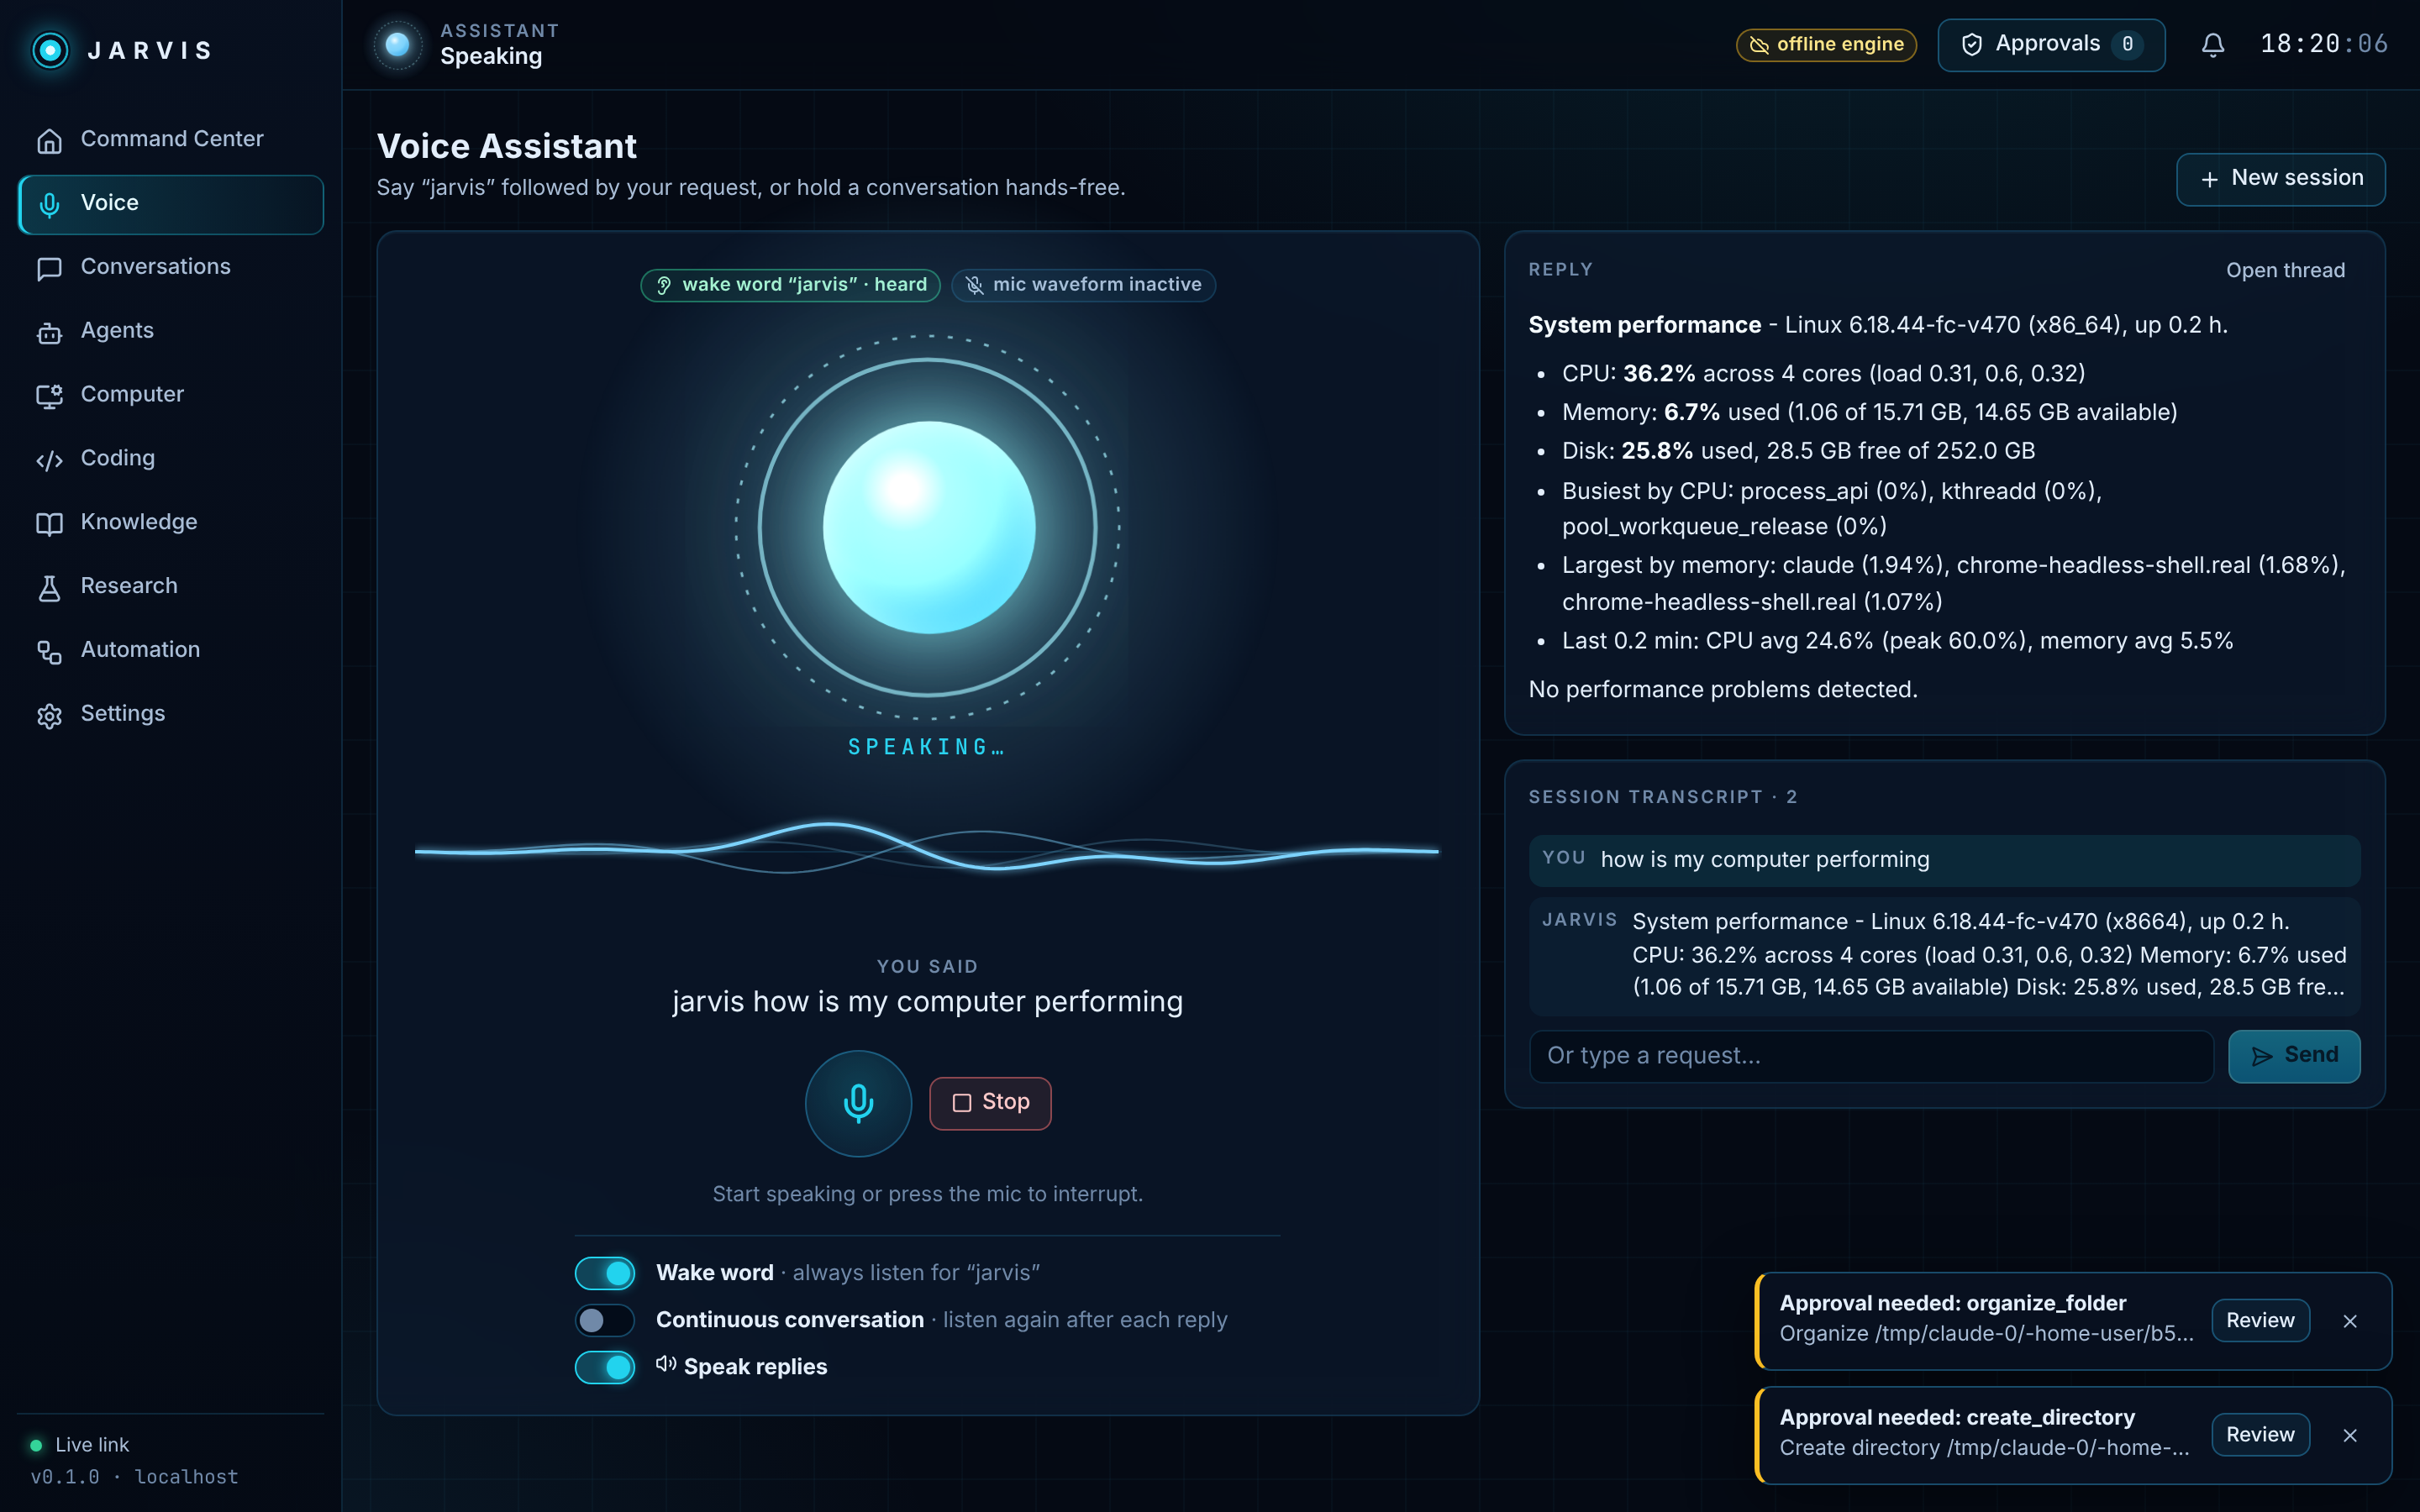 JARVIS
Command Center
Voice
Conversations
Agents
Computer
Coding
Knowledge
Research
Automation
Settings
Live link
v0.1.0 · localhost
ASSISTANT
Speaking
offline engine
Approvals 0
18:20:06
Voice Assistant
Say “jarvis” followed by your request, or hold a conversation hands-free.
New session
wake word “jarvis” · heard
mic waveform inactive
SPEAKING…
YOU SAID
jarvis how is my computer performing
Stop
Start speaking or press the mic to interrupt.
Wake word · always listen for “jarvis”
Continuous conversation · listen again after each reply
Speak replies
REPLY
Open thread
System performance - Linux 6.18.44-fc-v470 (x86_64), up 0.2 h.
• CPU: 36.2% across 4 cores (load 0.31, 0.6, 0.32)
• Memory: 6.7% used (1.06 of 15.71 GB, 14.65 GB available)
• Disk: 25.8% used, 28.5 GB free of 252.0 GB
• Busiest by CPU: process_api (0%), kthreadd (0%),
pool_workqueue_release (0%)
• Largest by memory: claude (1.94%), chrome-headless-shell.real (1.68%),
chrome-headless-shell.real (1.07%)
• Last 0.2 min: CPU avg 24.6% (peak 60.0%), memory avg 5.5%
No performance problems detected.
SESSION TRANSCRIPT · 2
YOU how is my computer performing
JARVIS System performance - Linux 6.18.44-fc-v470 (x8664), up 0.2 h.
CPU: 36.2% across 4 cores (load 0.31, 0.6, 0.32) Memory: 6.7% used
(1.06 of 15.71 GB, 14.65 GB available) Disk: 25.8% used, 28.5 GB fre…
Or type a request…
Send
Approval needed: organize_folder
Organize /tmp/claude-0/-home-user/b5…
Review
Approval needed: create_directory
Create directory /tmp/claude-0/-home-…
Review